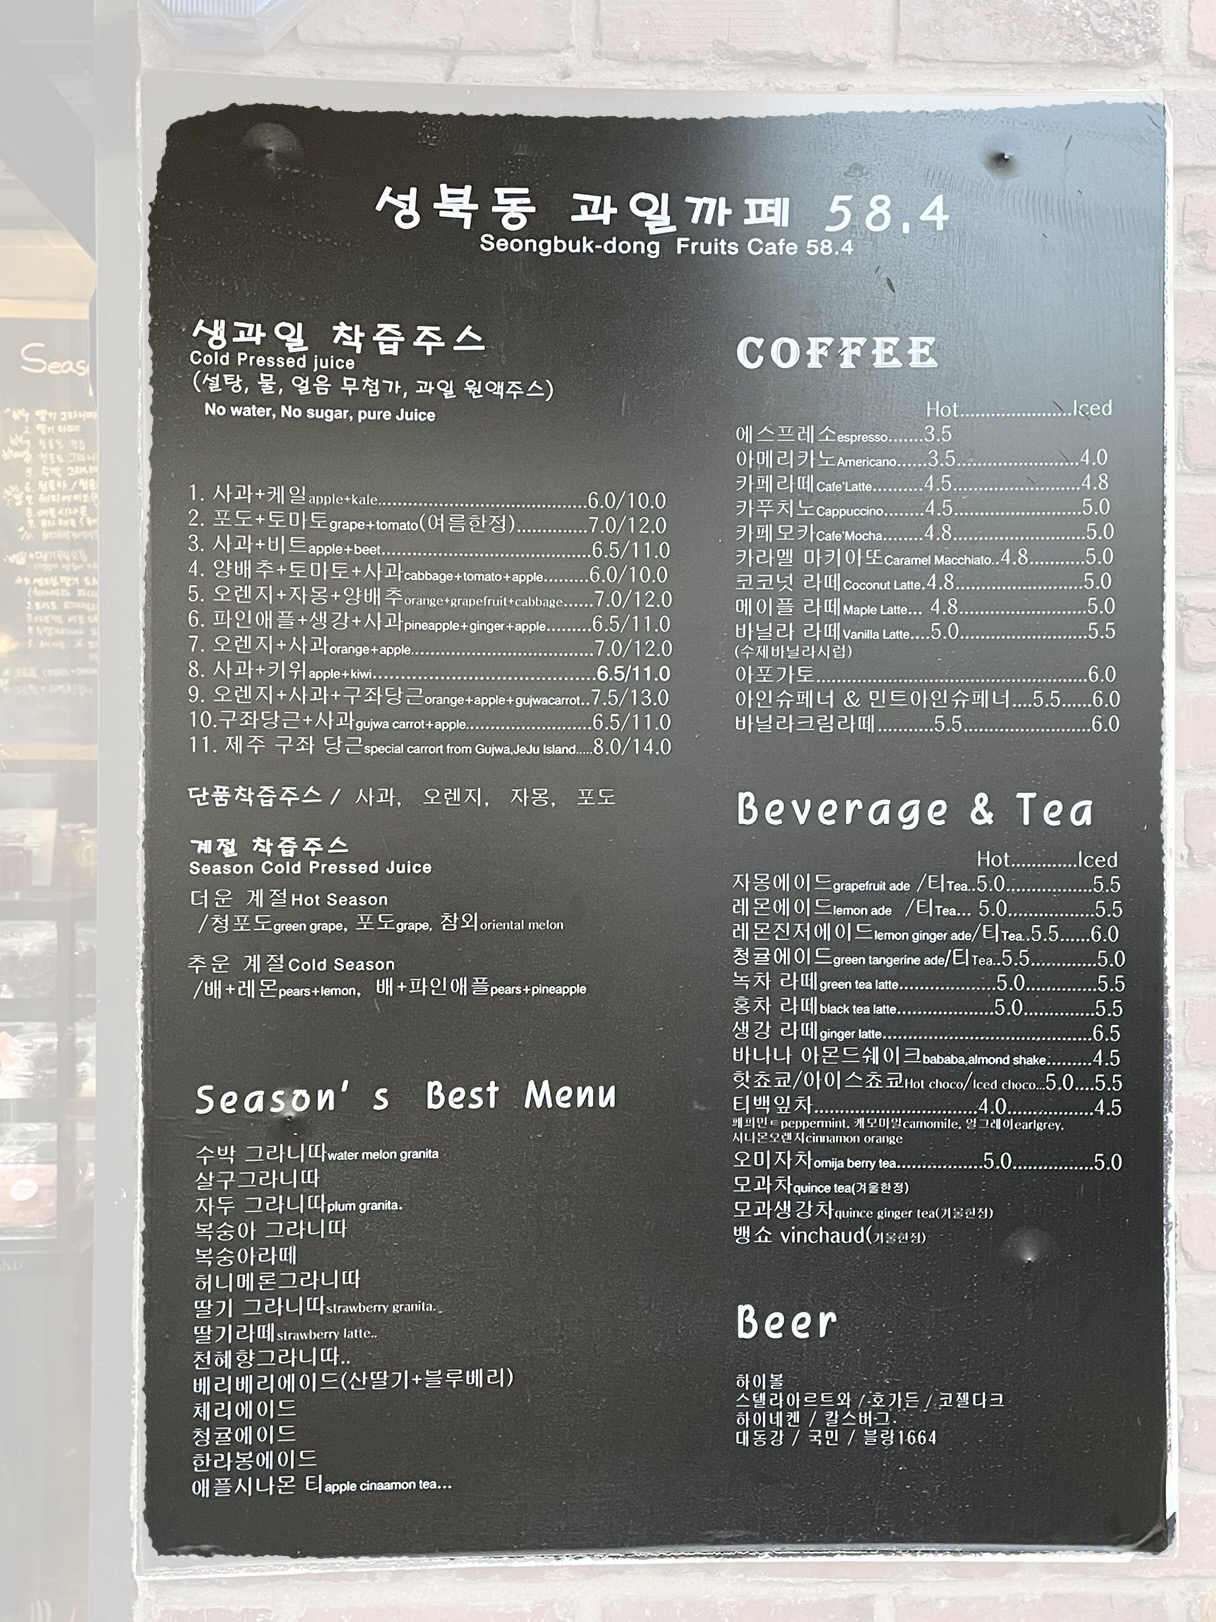 성북동 과일까페 58.4
Seongbuk-dong Fruits Cafe 58.4
생과일 착즙주스
Cold Pressed juice
(설탕, 물, 얼음 무첨가, 과일 원액주스)
No water, No sugar, pure Juice
1. 사과+케일apple+kale..............................6.0/10.0
2. 포도+토마토grape+tomato(여름한정)............7.0/12.0
3. 사과+비트apple+beet..............................6.5/11.0
4. 양배추+토마토+사과cabbage+tomato+apple.........6.0/10.0
5. 오렌지+자몽+양배추orange+grapefruit+cabbage......7.0/12.0
6. 파인애플+생강+사과pineapple+ginger+apple.........6.5/11.0
7. 오렌지+사과orange+apple..........................7.0/12.0
8. 사과+키위apple+kiwi................................6.5/11.0
9. 오렌지+사과+구좌당근orange+apple+gujwacarrot..7.5/13.0
10.구좌당근+사과gujwa carrot+apple..................6.5/11.0
11. 제주 구좌 당근special carrort from Gujwa,JeJu Island.....8.0/14.0
단품착즙주스 / 사과, 오렌지, 자몽, 포도
계절 착즙주스
Season Cold Pressed Juice
더운 계절Hot Season
/청포도green grape, 포도grape, 참외oriental melon
추운 계절Cold Season
/배+레몬pears+lemon, 배+파인애플pears+pineapple
Season's Best Menu
수박 그라니따water melon granita
살구그라니따
자두 그라니따plum granita.
복숭아 그라니따
복숭아라떼
허니메론그라니따
딸기 그라니따strawberry granita..
딸기라떼strawberry latte..
천혜향그라니따..
베리베리에이드(산딸기+블루베리)
체리에이드
청귤에이드
한라봉에이드
애플시나몬 티apple cinaamon tea...
COFFEE
Hot......................Iced
에스프레소espresso.......3.5
아메리카노Americano......3.5........................4.0
카페라떼Cafe'Latte..........4.5..........................4.8
카푸치노Cappuccino........4.5..........................5.0
카페모카Cafe'Mocha........4.8..........................5.0
카라멜 마키아또Caramel Macchiato..4.8...........5.0
코코넛 라떼Coconut Latte.4.8..........................5.0
메이플 라떼Maple Latte... 4.8.........................5.0
바닐라 라떼Vanilla Latte....5.0.........................5.5
(수제바닐라시럽)
아포가토......................................................6.0
아인슈페너 & 민트아인슈페너....5.5......6.0
바닐라크림라떼...........5.5.........................6.0
Beverage & Tea
Hot............Iced
자몽에이드grapefruit ade /티Tea..5.0.................5.5
레몬에이드lemon ade /티Tea... 5.0.................5.5
레몬진저에이드lemon ginger ade/티Tea..5.5......6.0
청귤에이드green tangerine ade/티Tea..5.5.............5.0
녹차 라떼green tea latte...................5.0..............5.5
홍차 라떼black tea latte...................5.0..............5.5
생강 라떼ginger latte.........................................6.5
바나나 아몬드쉐이크bababa,almond shake.........4.5
핫쵸쿄/아이스쵸쿄Hot choco/Iced choco...5.0....5.5
티백잎차................................4.0.................4.5
페퍼민트peppermint, 캐모마일camomile, 얼그레이earlgrey,
시나몬오렌지cinnamon orange
오미자차omija berry tea.................5.0................5.0
모과차quince tea(겨울한정)
모과생강차quince ginger tea(겨울한정)
뱅쇼 vinchaud(겨울한정)
Beer
하이볼
스텔라아르트와 / 호가든 / 코젤다크
하이네켄 / 칼스버그.
대동강 / 국민 / 블랑1664